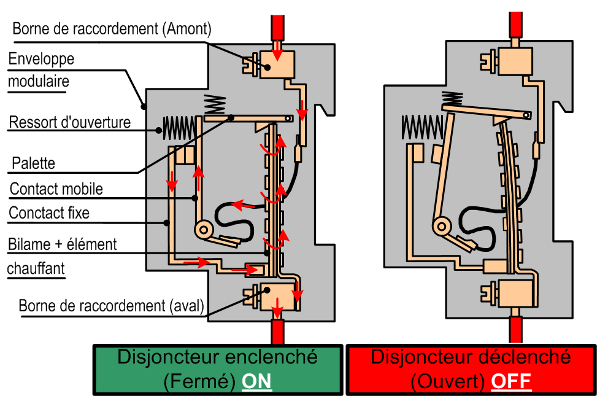 Borne de raccordement (Amont)
Enveloppe
modulaire
Ressort d'ouverture
Palette
Contact mobile
Conctact fixe
Bilame + élément
chauffant
Borne de raccordement (aval)
Disjoncteur enclenché
(Fermé) ON
Disjoncteur déclenché
(Ouvert) OFF